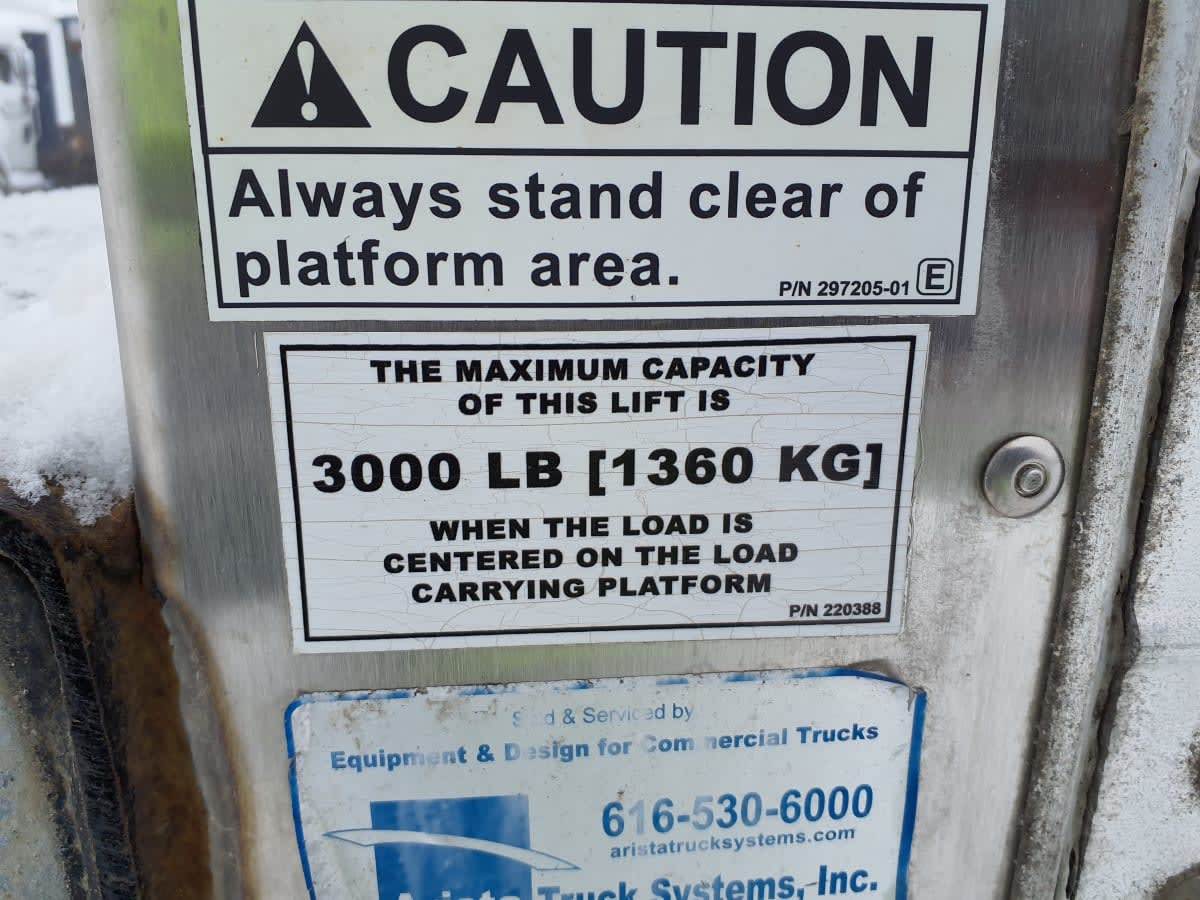 CAUTION
Always stand clear of
platform area.
P/N 297205-01 E
THE MAXIMUM CAPACITY
OF THIS LIFT IS
3000 LB [1360 KG]
WHEN THE LOAD IS
CENTERED ON THE LOAD
CARRYING PLATFORM
P/N 220388
& Serviced by
Equipment & Design for Commercial Trucks
616-530-6000
aristatrucksystems.com
Arista Truck Systems, Inc.